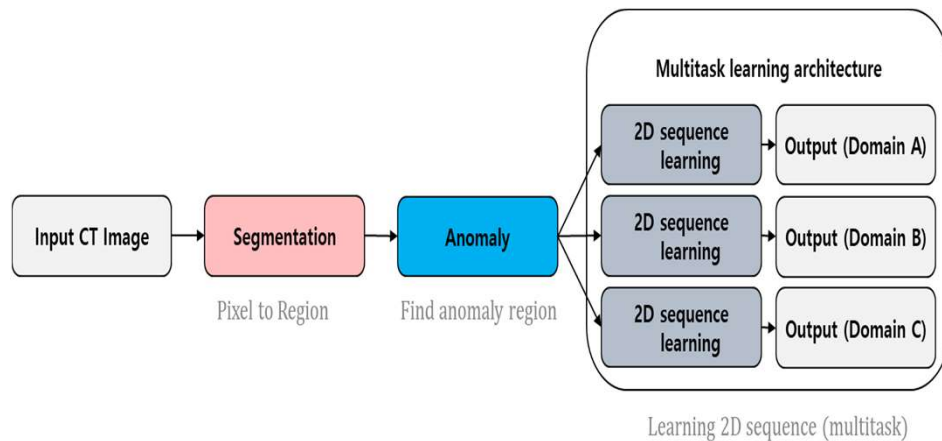 Multitask learning architecture
2D sequence
learning
Output (Domain A)
Input CT Image
Segmentation
Anomaly
2D sequence
learning
Output (Domain B)
Pixel to Region
Find anomaly region
2D sequence
learning
Output (Domain C)
Learning 2D sequence (multitask)